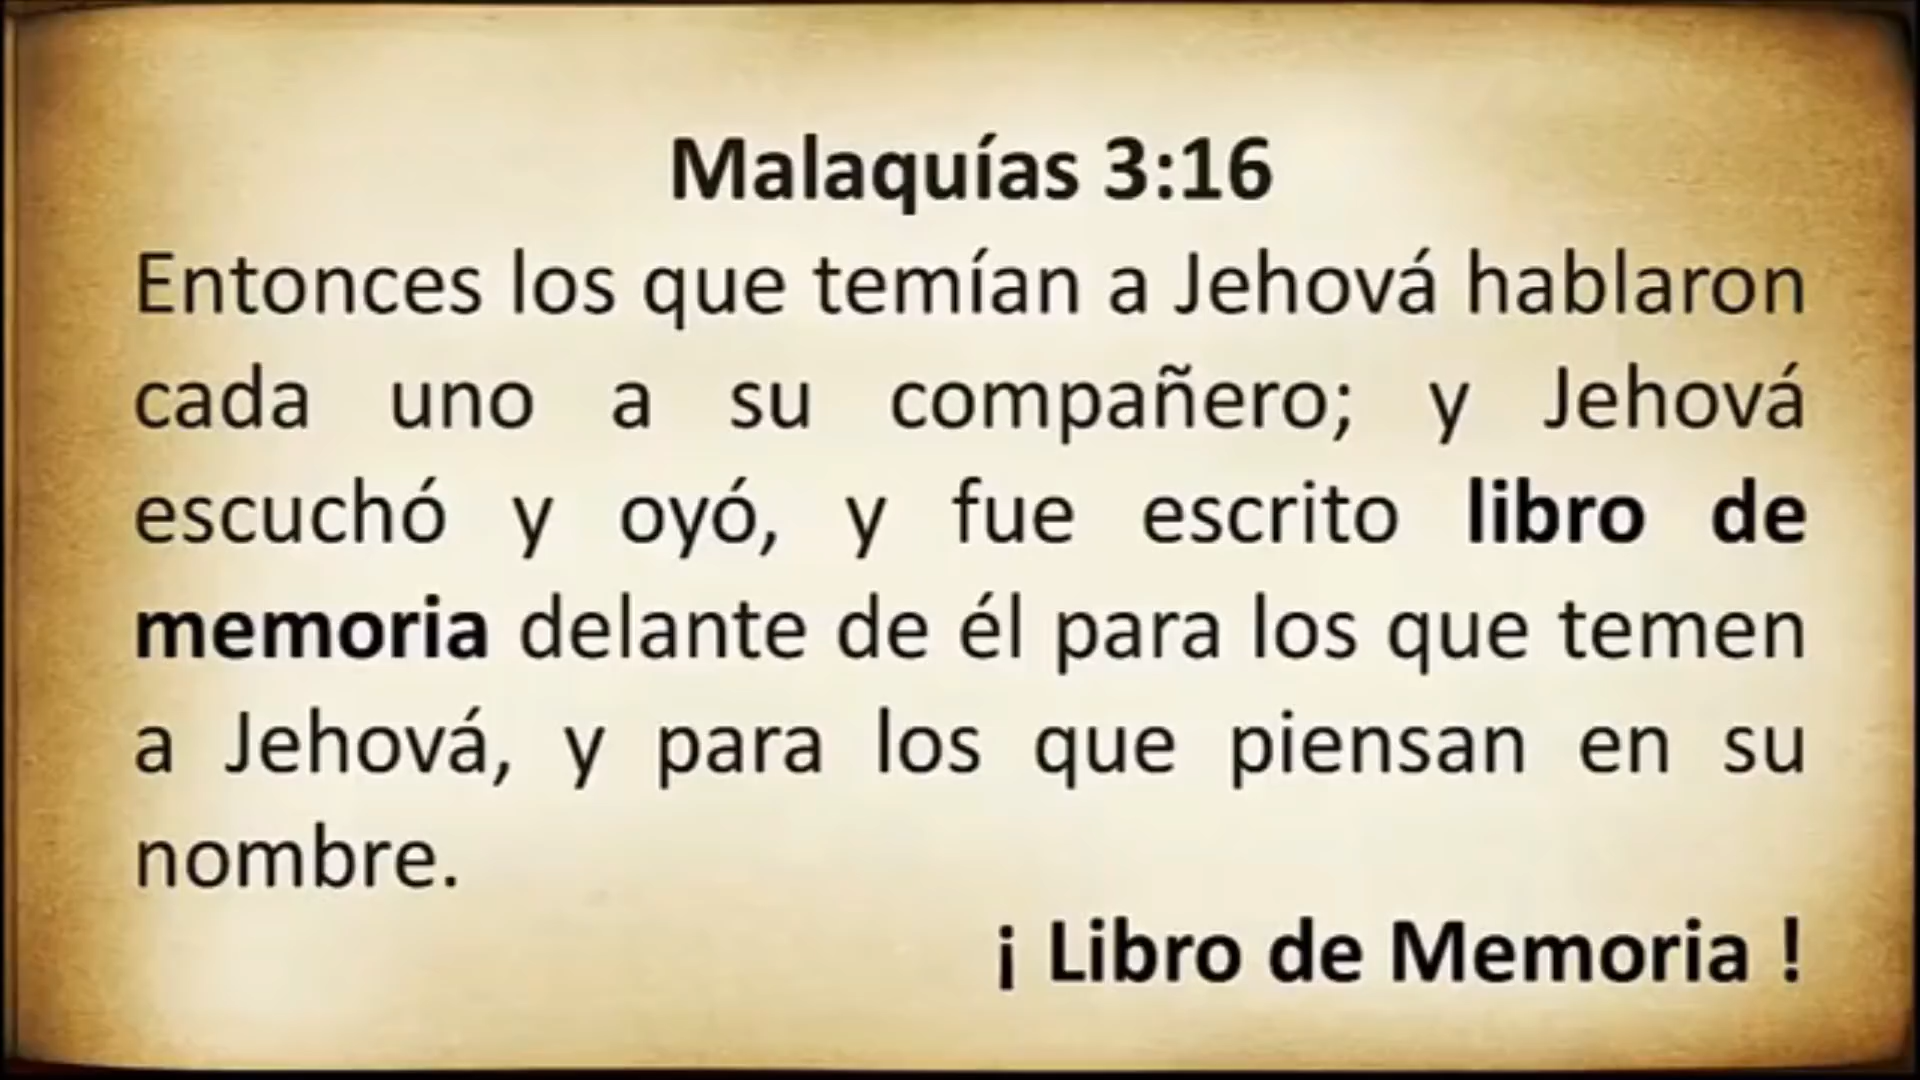 Malaquías 3:16
Entonces los que temían a Jehová hablaron
cada uno a su compañero; y Jehová
escuchó y oyó, y fue escrito libro de
memoria delante de él para los que temen
a Jehová, y para los que piensan en su
nombre.
¡ Libro de Memoria !